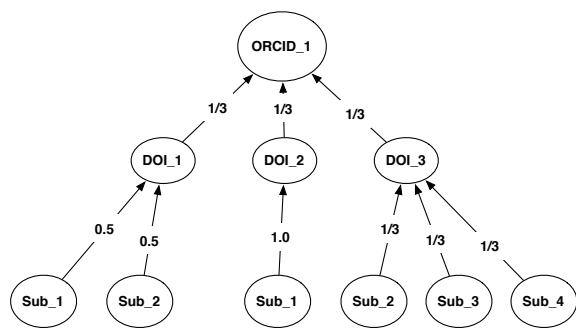 ORCID_1
1/3
1/3
1/3
DOI_1
DOI_2
DOI_3
0.5
0.5
1.0
1/3
1/3
1/3
Sub_1
Sub_2
Sub_1
Sub_2
Sub_3
Sub_4